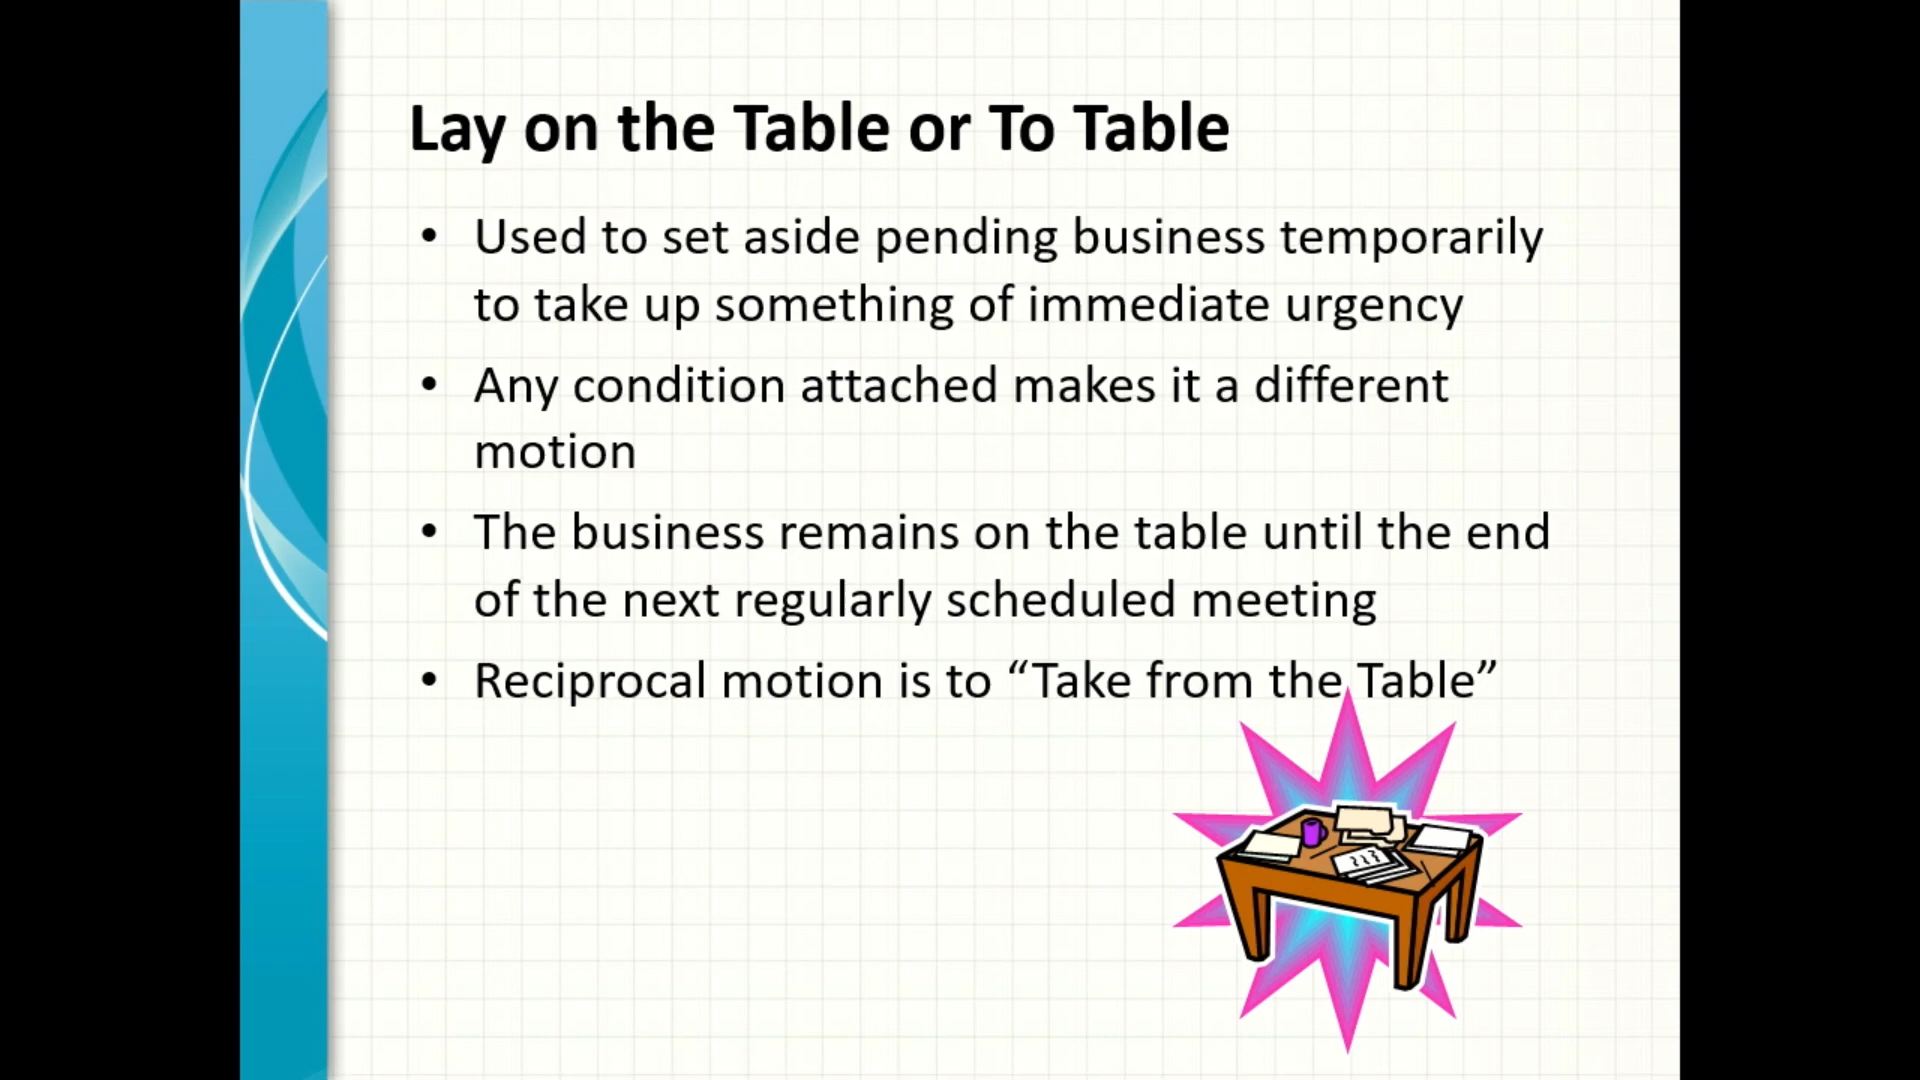 Lay on the Table or To Table
• Used to set aside pending business temporarily
to take up something of immediate urgency
• Any condition attached makes it a different
motion
• The business remains on the table until the end
of the next regularly scheduled meeting
• Reciprocal motion is to “Take from the Table”